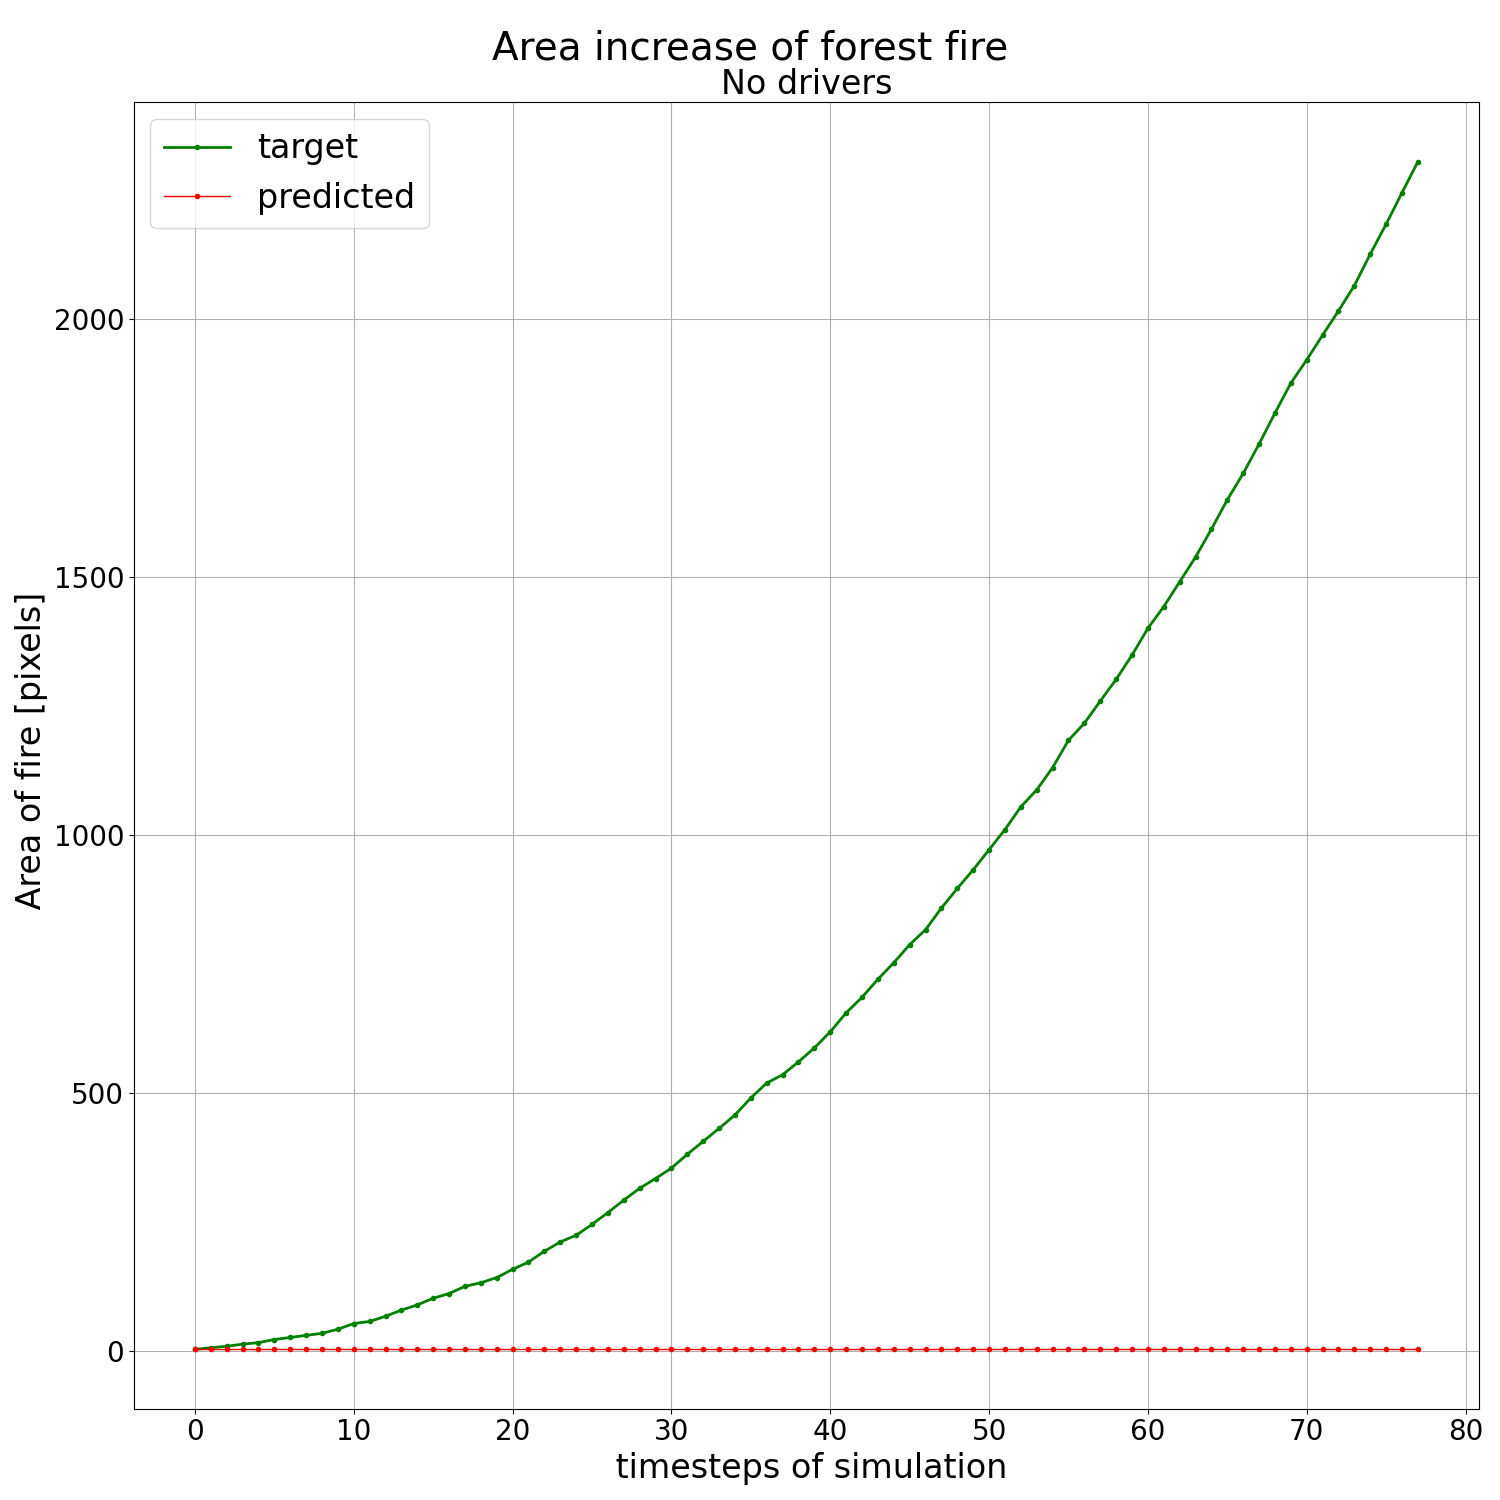 Area increase of forest fire
No drivers
target
predicted
2000
1500
1000
500
0
Area of fire [pixels]
0 10 20 30 40 50 60 70 80
timesteps of simulation